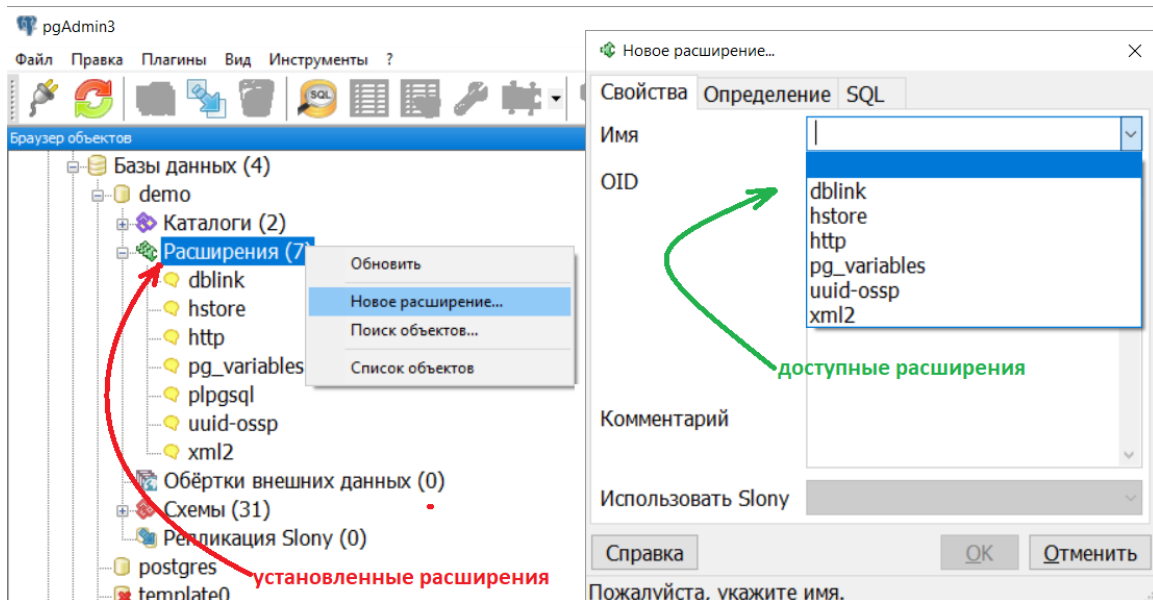 pgAdmin3
Файл Правка Плагины Вид Инструменты ?
SQL
Браузер объектов
Базы данных (4)
demo
Каталоги (2)
Расширения (7)
dblink
hstore
http
pg_variables
plpgsql
uuid-ossp
xml2
Обёртки внешних данных (0)
Схемы (31)
Репликация Slony (0)
postgres
template0
установленные расширения
Обновить
Новое расширение...
Поиск объектов...
Список объектов
Новое расширение...
Свойства Определение SQL
Имя
OID
dblink
hstore
http
pg_variables
uuid-ossp
xml2
доступные расширения
Комментарий
Использовать Slony
Справка OK Отменить
Пожалуйста, укажите имя.